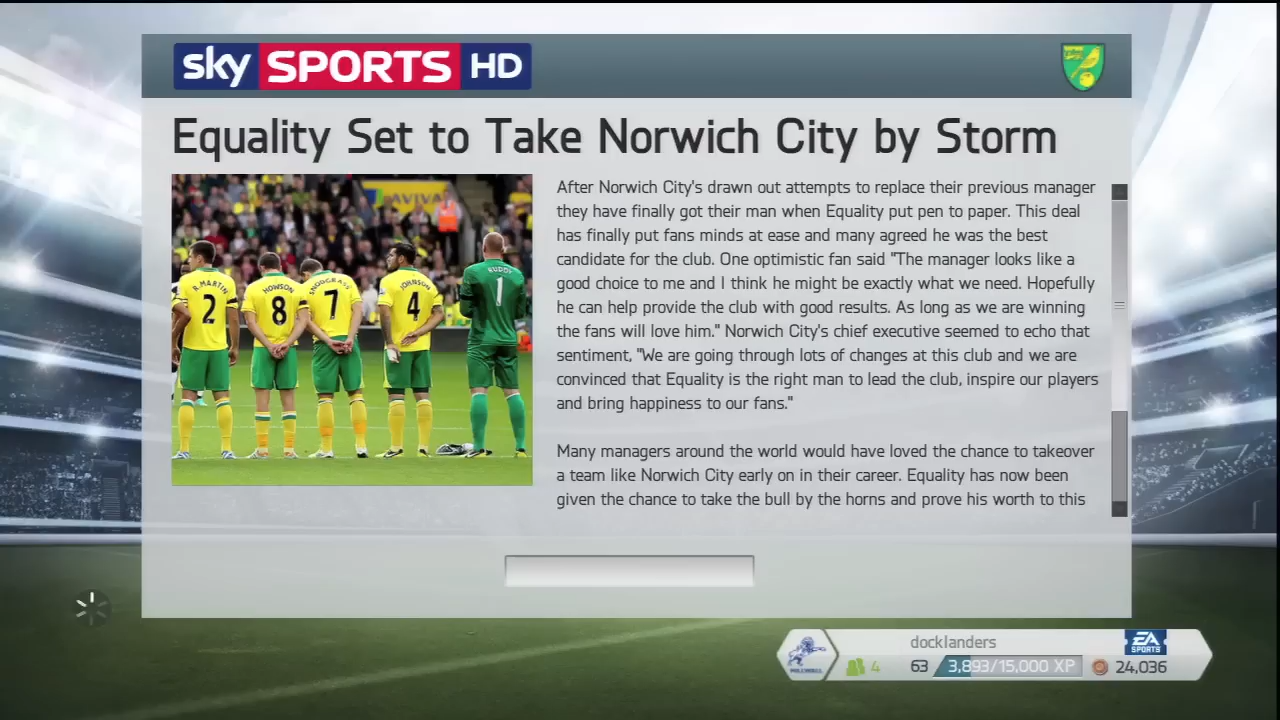 sky SPORTS HD
Equality Set to Take Norwich City by Storm
AVIVA
R. MARTIN
2
HOWSON
8
SNODGRASS
7
JOHNSON
4
RUDDY
1
After Norwich City's drawn out attempts to replace their previous manager
they have finally got their man when Equality put pen to paper. This deal
has finally put fans minds at ease and many agreed he was the best
candidate for the club. One optimistic fan said "The manager looks like a
good choice to me and I think he might be exactly what we need. Hopefully
he can help provide the club with good results. As long as we are winning
the fans will love him." Norwich City's chief executive seemed to echo that
sentiment, "We are going through lots of changes at this club and we are
convinced that Equality is the right man to lead the club, inspire our players
and bring happiness to our fans."
Many managers around the world would have loved the chance to takeover
a team like Norwich City early on in their career. Equality has now been
given the chance to take the bull by the horns and prove his worth to this
MILLWALL
docklanders
EA SPORTS
4
63
3,893/15,000 XP
24,036